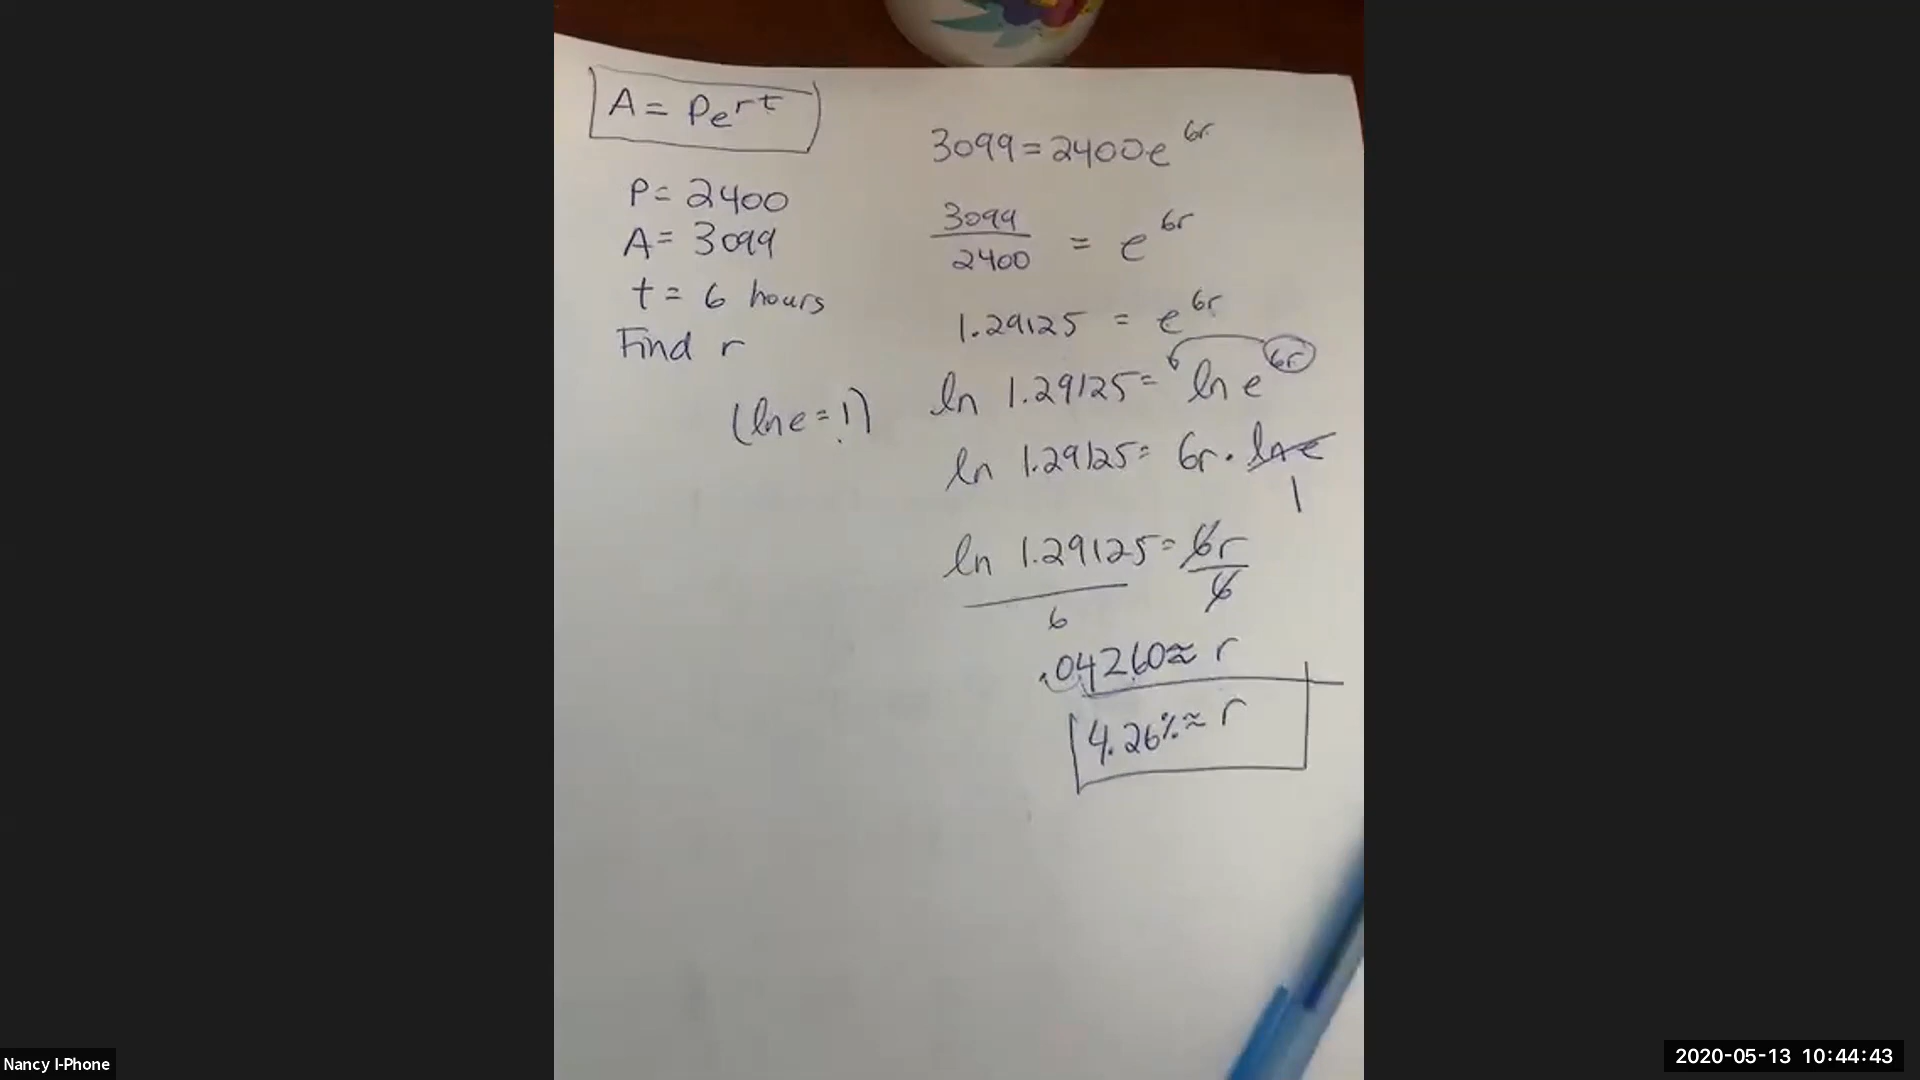 A = Pe^rt
P = 2400
A = 3099
t = 6 hours
Find r
(ln e = 1)
3099 = 2400e^6r
3099/2400 = e^6r
1.29125 = e^6r
ln 1.29125 = ln e^6r
ln 1.29125 = 6r · ln e
1
ln 1.29125/6 = 6r/6
.04260 ≈ r
4.26% ≈ r
Nancy I-Phone
2020-05-13 10:44:43